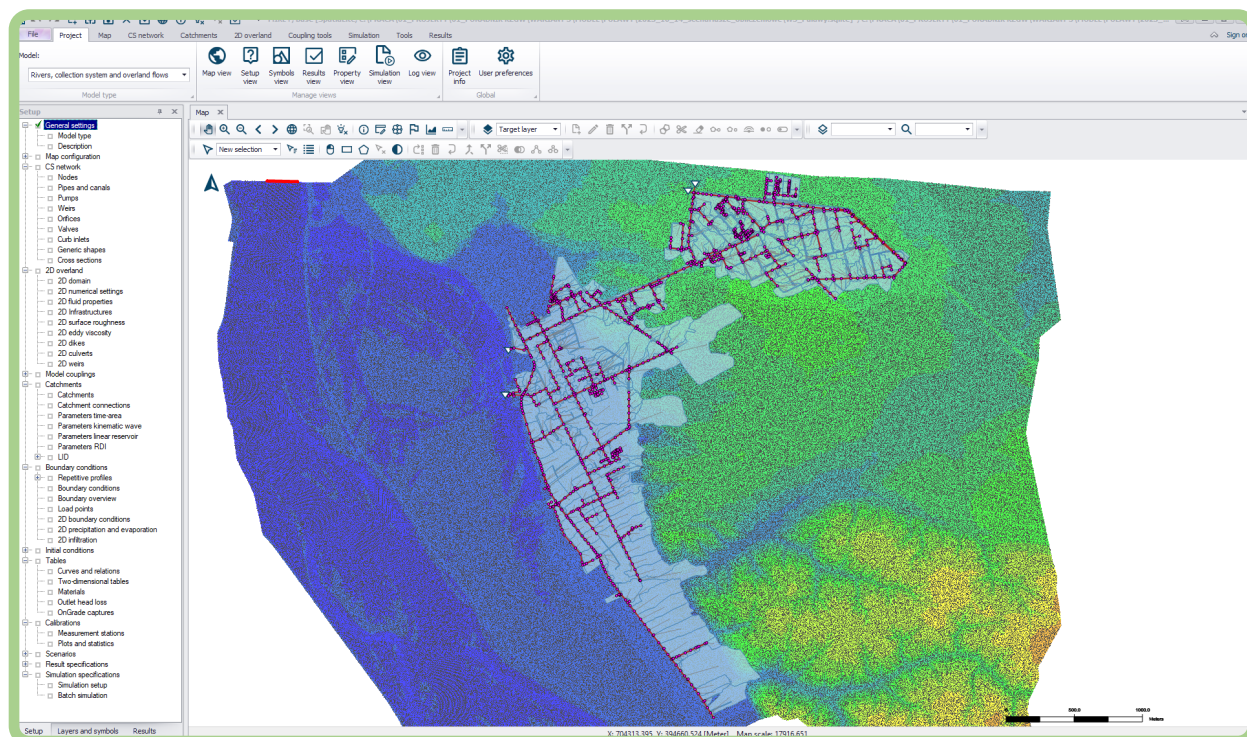 File Project Map CS network Catchments 2D overland Coupling tools Simulation Tools Results Sign
Model:
Rivers, collection system and overland flows
Map view
Setup view
Symbols view
Results view
Property view
Simulation view
Log view
Project info
User preferences
Model type Manage views Global
Setup
Map
Target layer
New selection
General settings
Model type
Description
Map configuration
CS network
Nodes
Pipes and canals
Pumps
Weirs
Orifices
Valves
Curb inlets
Generic shapes
Cross sections
2D overland
2D domain
2D numerical settings
2D fluid properties
2D Infrastructures
2D surface roughness
2D eddy viscosity
2D dikes
2D culverts
2D weirs
Model couplings
Catchments
Catchments
Catchment connections
Parameters time-area
Parameters kinematic wave
Parameters linear reservoir
Parameters RDI
LID
Boundary conditions
Repetitive profiles
Boundary conditions
Boundary overview
Load points
2D boundary conditions
2D precipitation and evaporation
2D infiltration
Initial conditions
Tables
Curves and relations
Two-dimensional tables
Materials
Outlet head loss
OnGrade captures
Calibrations
Measurement stations
Plots and statistics
Scenarios
Result specifications
Simulation specifications
Simulation setup
Batch simulation
500.0 1000.0
Meters
Setup Layers and symbols Results
X: 704313.395, Y: 394660.524 [Meter] Map scale: 17916.651